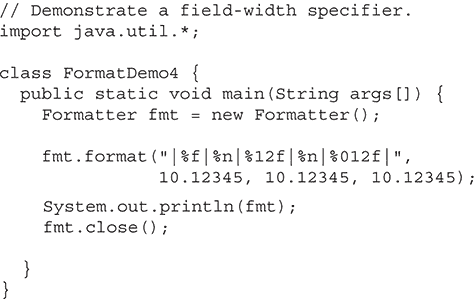 // Demonstrate a field-width specifier.
import java.util.*;

class FormatDemo4 {
  public static void main(String args[]) {
    Formatter fmt = new Formatter();

    fmt.format("|%f|%n|%12f|%n|%012f|",
               10.12345, 10.12345, 10.12345);

    System.out.println(fmt);
    fmt.close();

  }
}